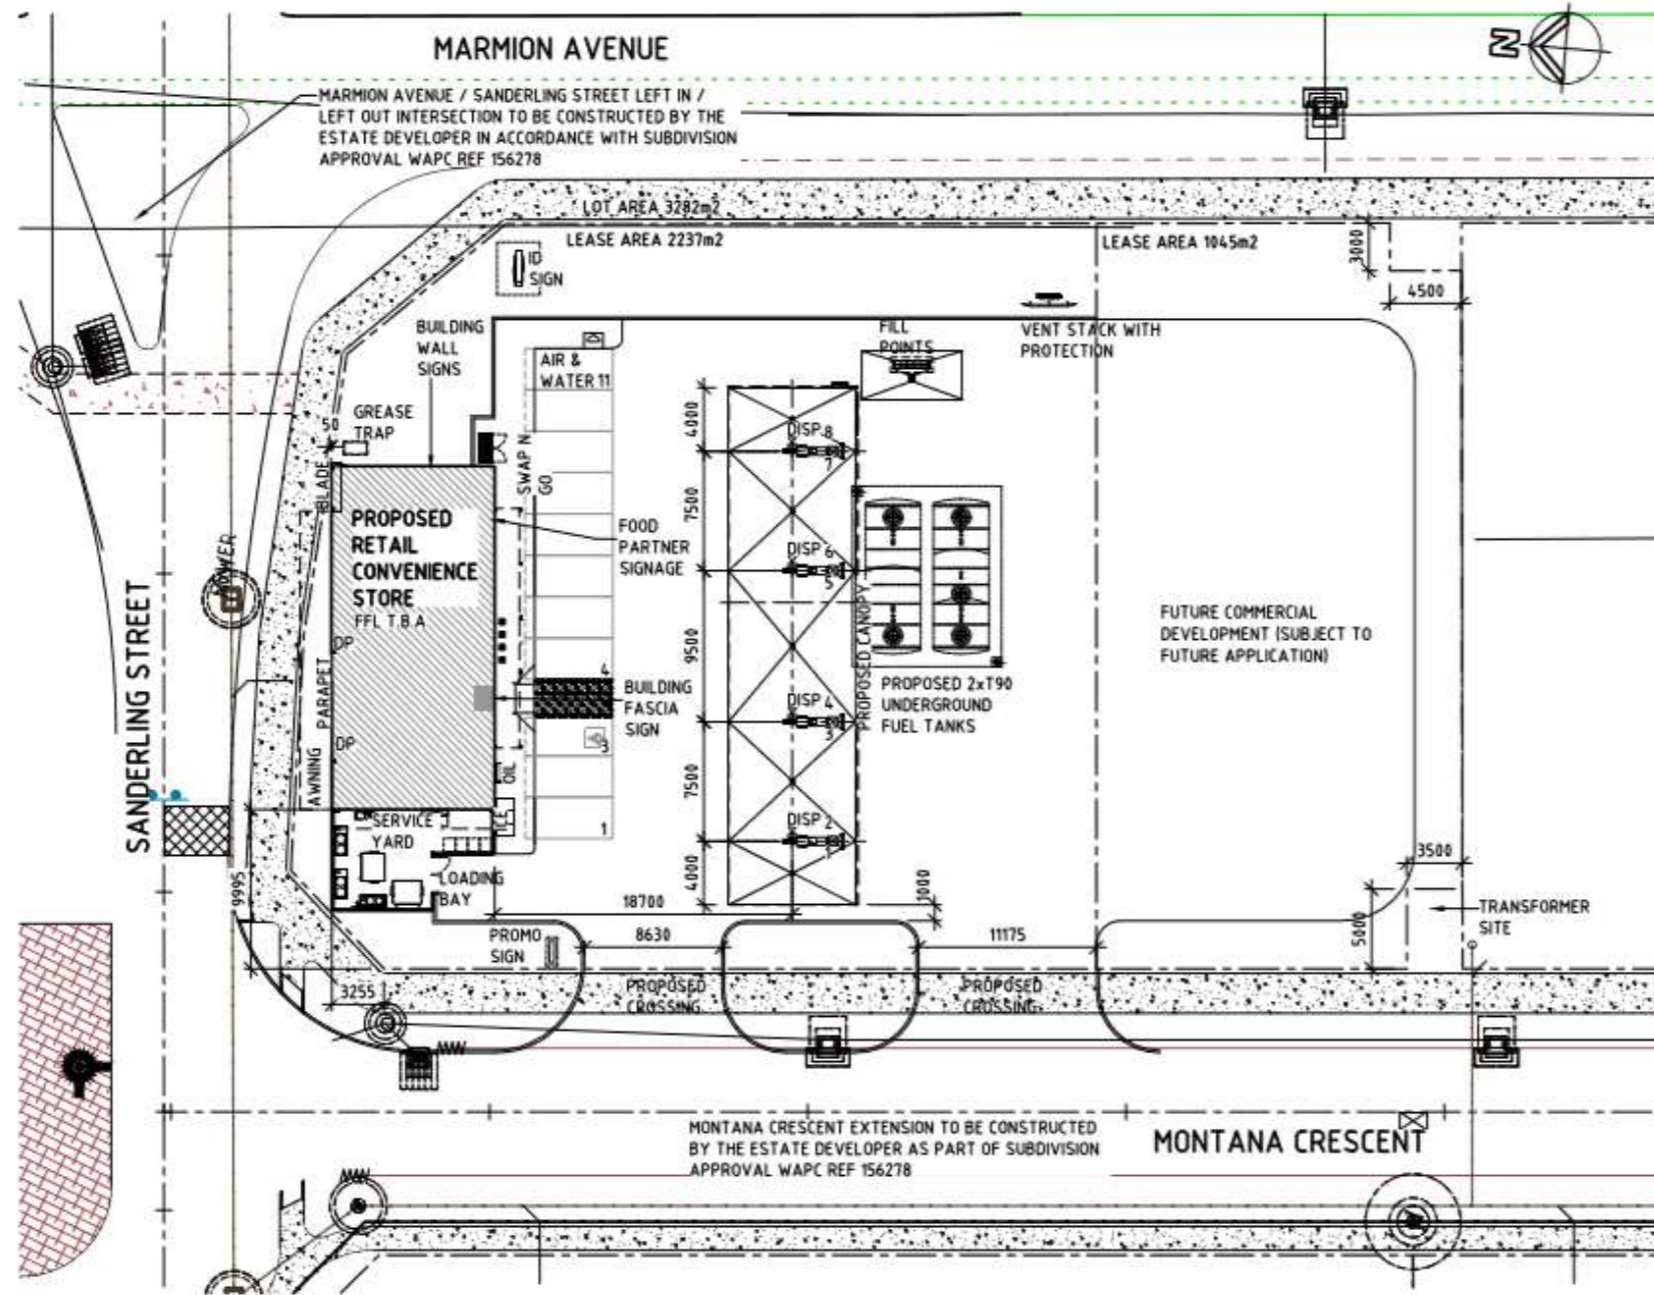 MARMION AVENUE
N
MARMION AVENUE / SANDERLING STREET LEFT IN /
LEFT OUT INTERSECTION TO BE CONSTRUCTED BY THE
ESTATE DEVELOPER IN ACCORDANCE WITH SUBDIVISION
APPROVAL WAPC REF 156278
LOT AREA 3282m2
LEASE AREA 2237m2
LEASE AREA 1045m2
3000
4500
ID
SIGN
BUILDING
WALL
SIGNS
AIR &
WATER 11
FILL
POINTS
VENT STACK WITH
PROTECTION
GREASE
TRAP
50
BLADE
SWAP N
GO
4000
DISP 8
7
7500
PROPOSED
RETAIL
CONVENIENCE
STORE
FFL T.B.A
FOOD
PARTNER
SIGNAGE
DISP 6
5
POWER
SANDERLING STREET
DP
PARAPET
9500
PROPOSED CANOPY
FUTURE COMMERCIAL
DEVELOPMENT (SUBJECT TO
FUTURE APPLICATION)
4
BUILDING
FASCIA
SIGN
3
DISP 4
3
PROPOSED 2xT90
UNDERGROUND
FUEL TANKS
DP
AWNING
OIL
7500
ICE
1
SERVICE
YARD
DISP 2
1
3500
LOADING
BAY
4000
1000
9995
18700
PROMO
SIGN
8630
11175
5000
TRANSFORMER
SITE
3255
PROPOSED
CROSSING
PROPOSED
CROSSING
MONTANA CRESCENT EXTENSION TO BE CONSTRUCTED
BY THE ESTATE DEVELOPER AS PART OF SUBDIVISION
APPROVAL WAPC REF 156278
MONTANA CRESCENT